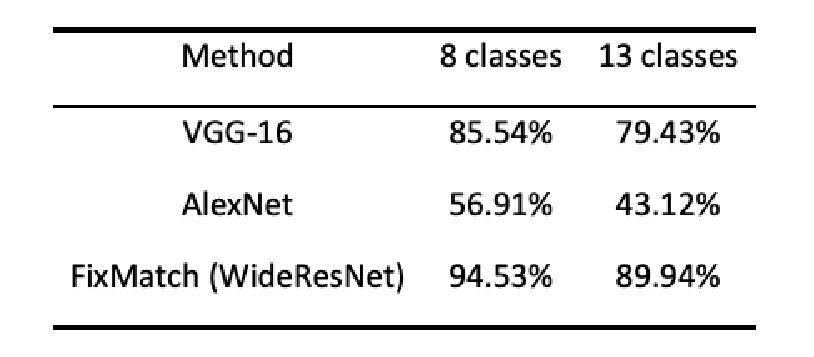 Method 8 classes 13 classes
VGG-16 85.54% 79.43%
AlexNet 56.91% 43.12%
FixMatch (WideResNet) 94.53% 89.94%